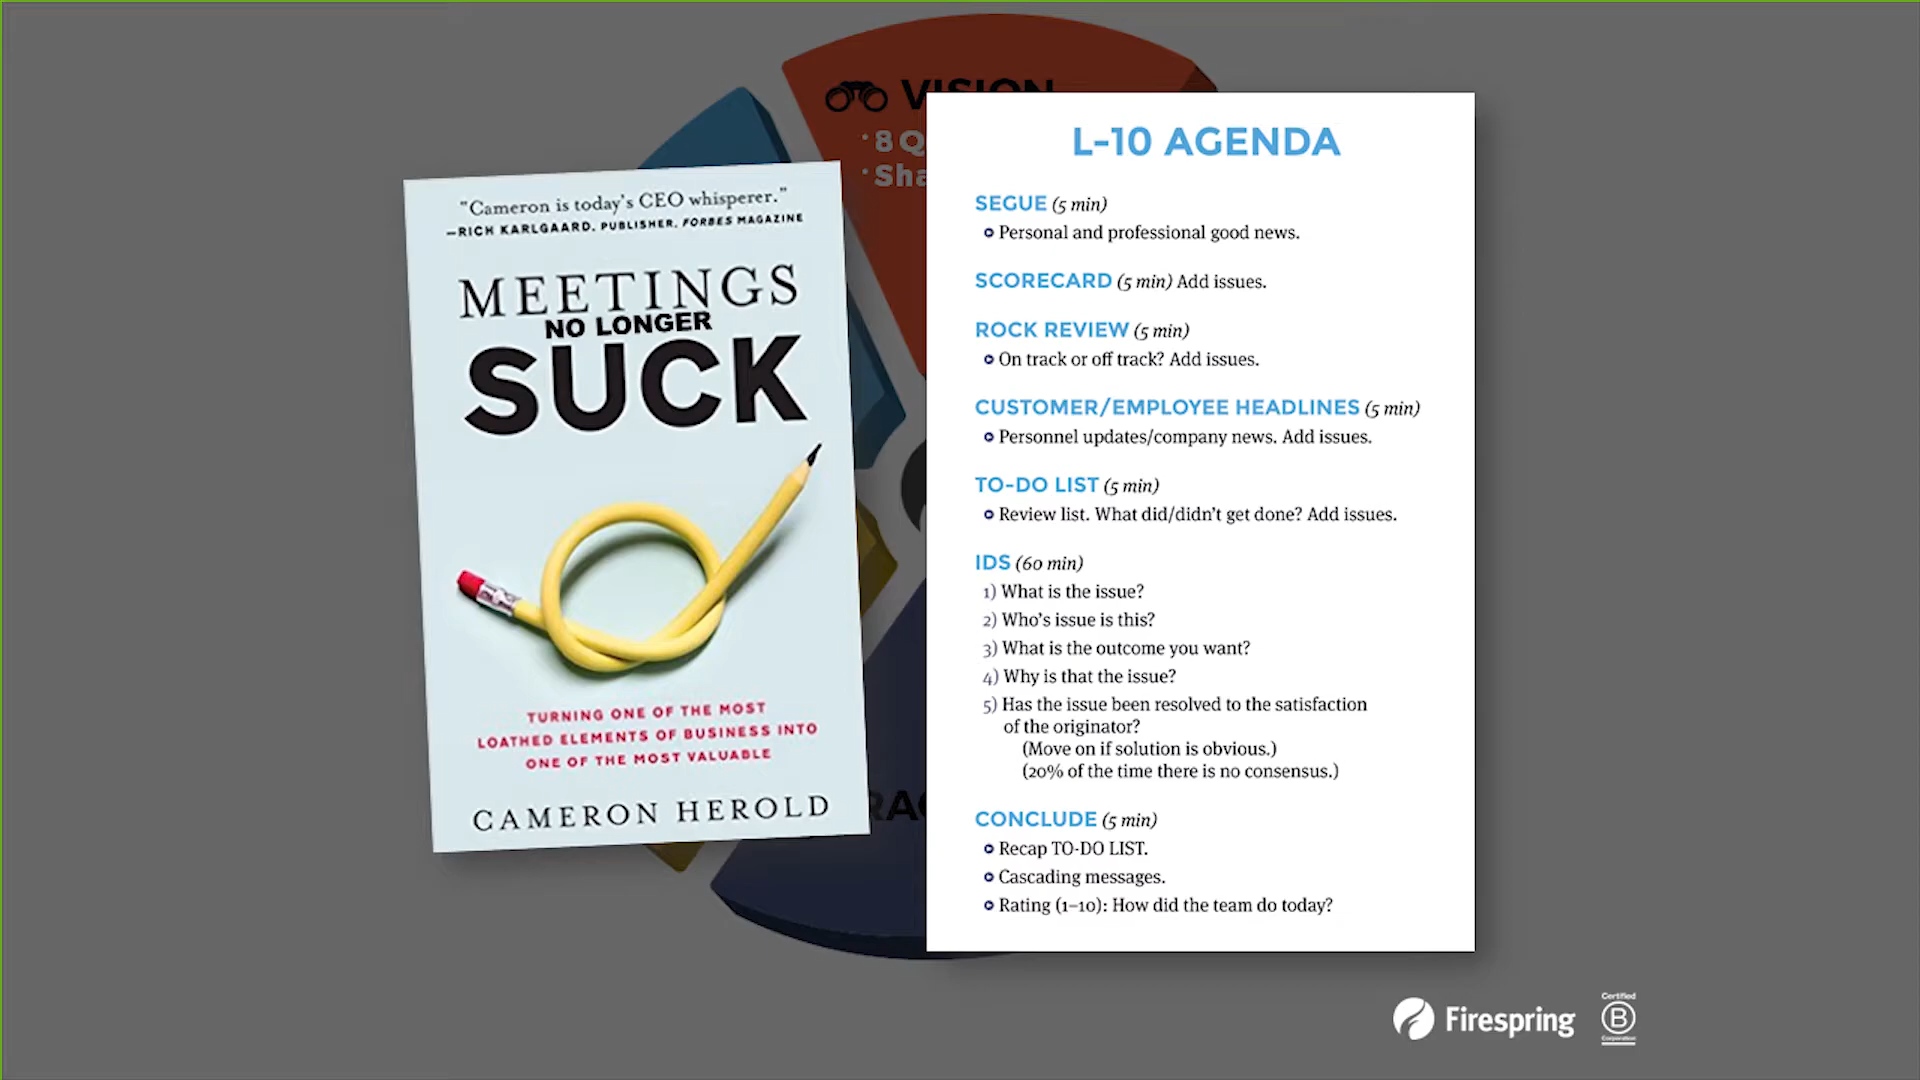 VISION
8 Q
Sha
"Cameron is today's CEO whisperer."
—RICH KARLGAARD, PUBLISHER, FORBES MAGAZINE
MEETINGS
NO LONGER
SUCK
TURNING ONE OF THE MOST
LOATHED ELEMENTS OF BUSINESS INTO
ONE OF THE MOST VALUABLE
CAMERON HEROLD
L-10 AGENDA
SEGUE (5 min)
Personal and professional good news.
SCORECARD (5 min) Add issues.
ROCK REVIEW (5 min)
On track or off track? Add issues.
CUSTOMER/EMPLOYEE HEADLINES (5 min)
Personnel updates/company news. Add issues.
TO-DO LIST (5 min)
Review list. What did/didn't get done? Add issues.
IDS (60 min)
1) What is the issue?
2) Who's issue is this?
3) What is the outcome you want?
4) Why is that the issue?
5) Has the issue been resolved to the satisfaction
of the originator?
(Move on if solution is obvious.)
(20% of the time there is no consensus.)
CONCLUDE (5 min)
Recap TO-DO LIST.
Cascading messages.
Rating (1–10): How did the team do today?
Firespring
Certified
B
Corporation